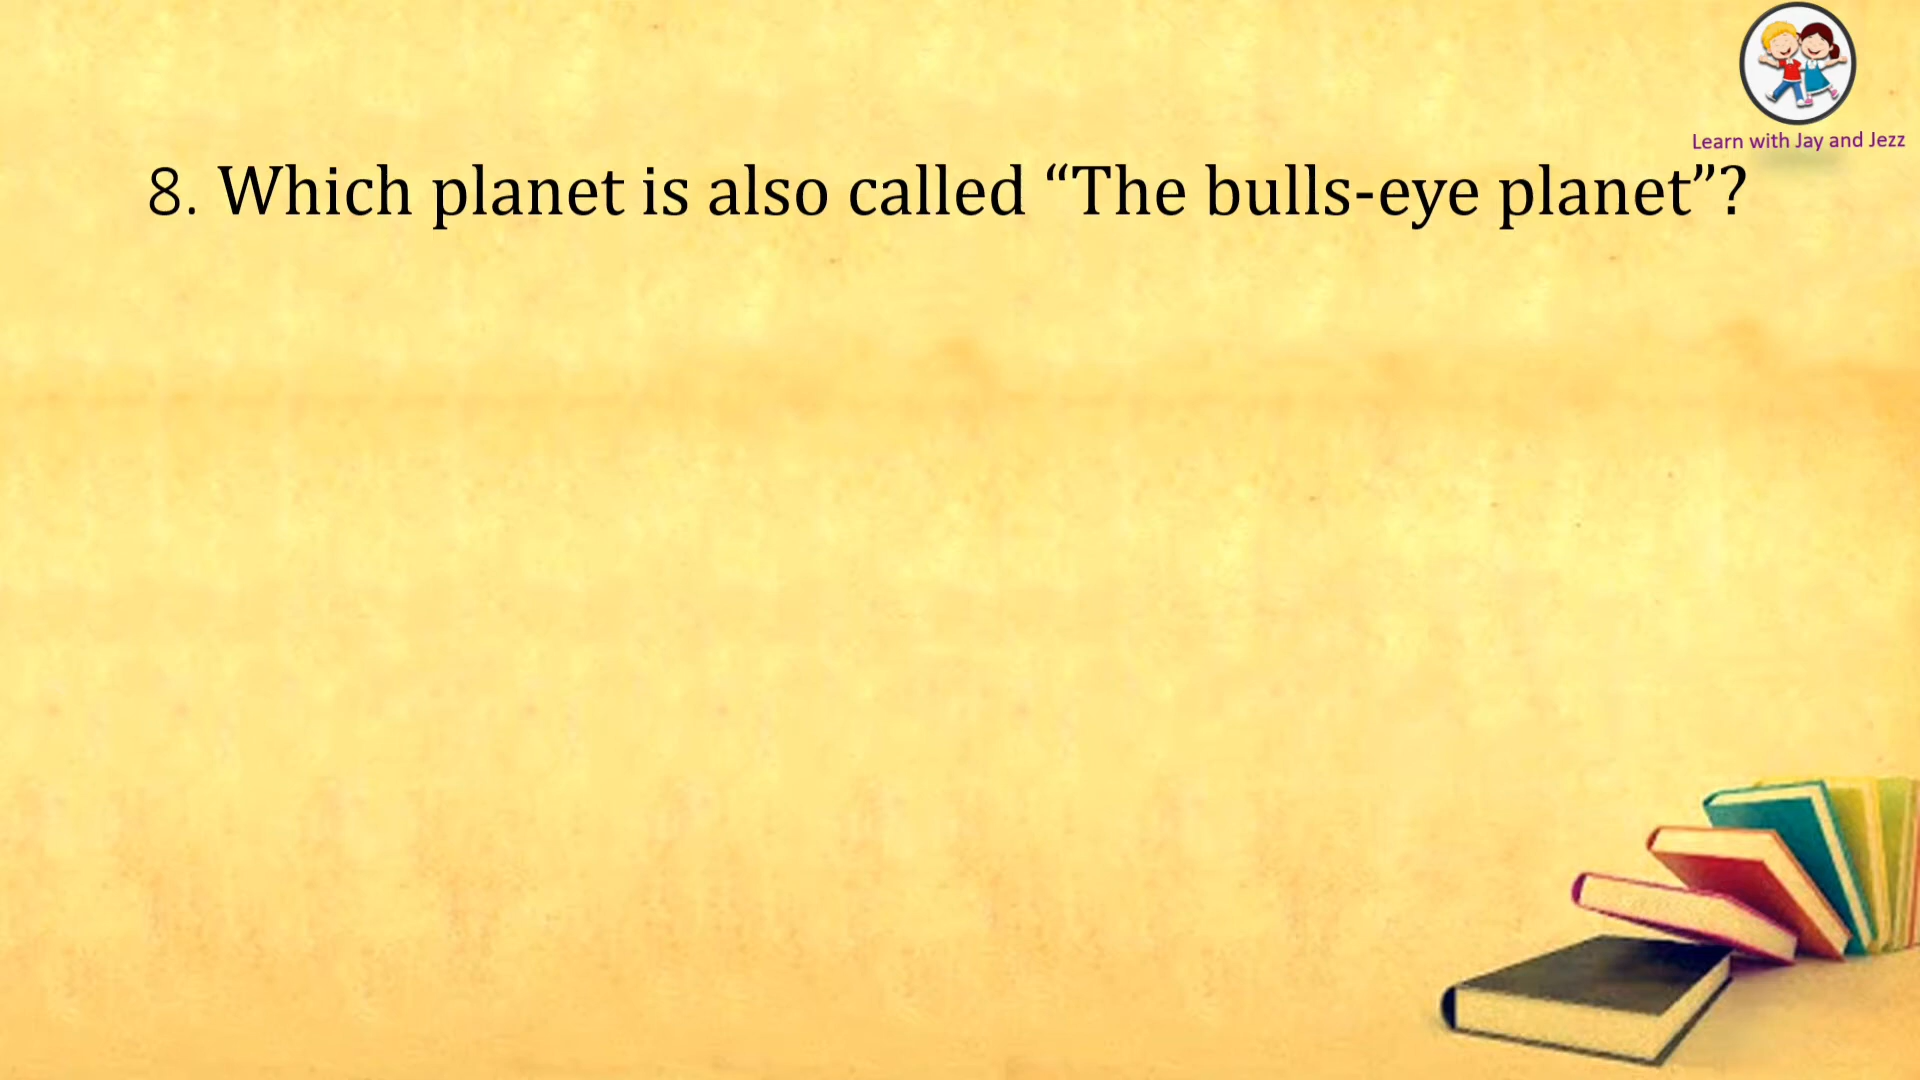 Learn with Jay and Jezz
8. Which planet is also called “The bulls-eye planet”?